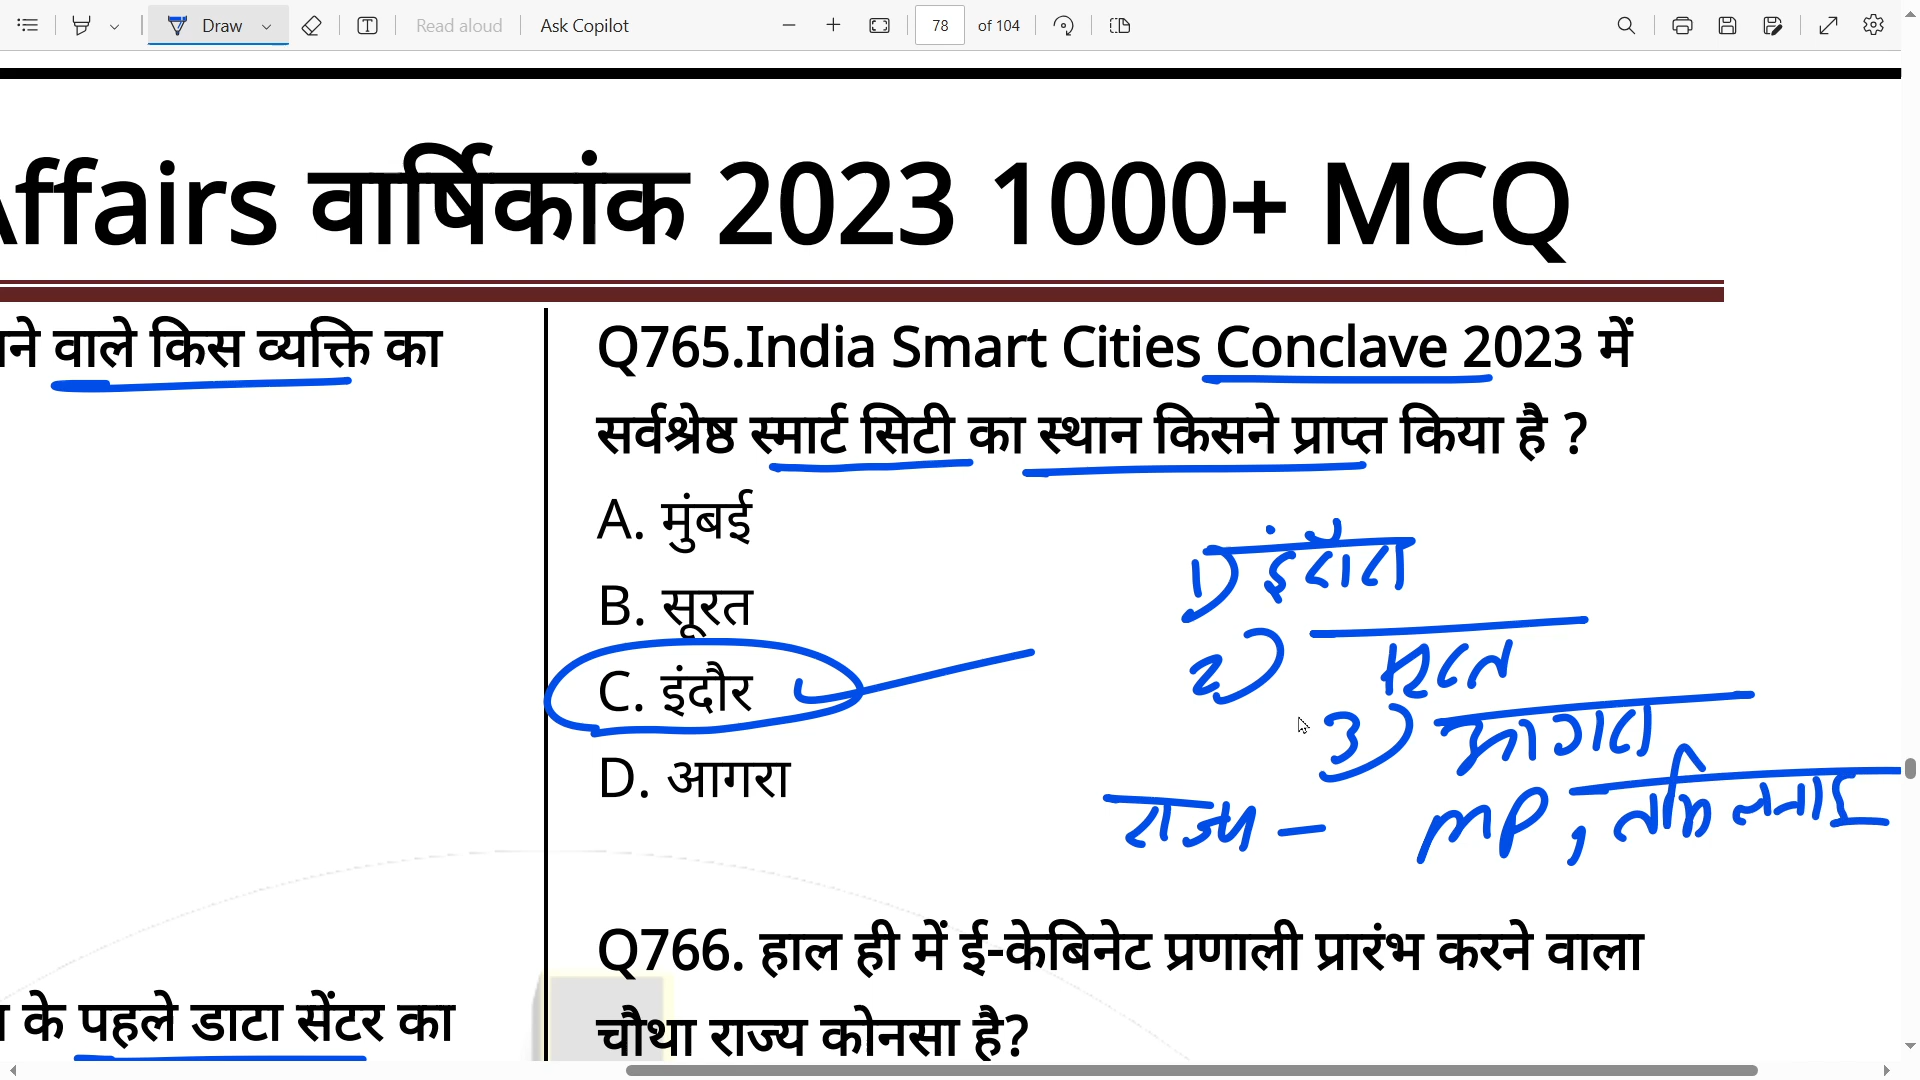 Draw
Read aloud
Ask Copilot
78
of 104
Affairs वार्षिकांक 2023 1000+ MCQ
वाले किस व्यक्ति का
के पहले डाटा सेंटर का
Q765.India Smart Cities Conclave 2023 में
सर्वश्रेष्ठ स्मार्ट सिटी का स्थान किसने प्राप्त किया है ?
A. मुंबई
B. सूरत
C. इंदौर
D. आगरा
1) इंदौर
2) सूरत
3) आगरा
राज्य - MP, तमिलनाडु
Q766. हाल ही में ई-केबिनेट प्रणाली प्रारंभ करने वाला
चौथा राज्य कोनसा है?